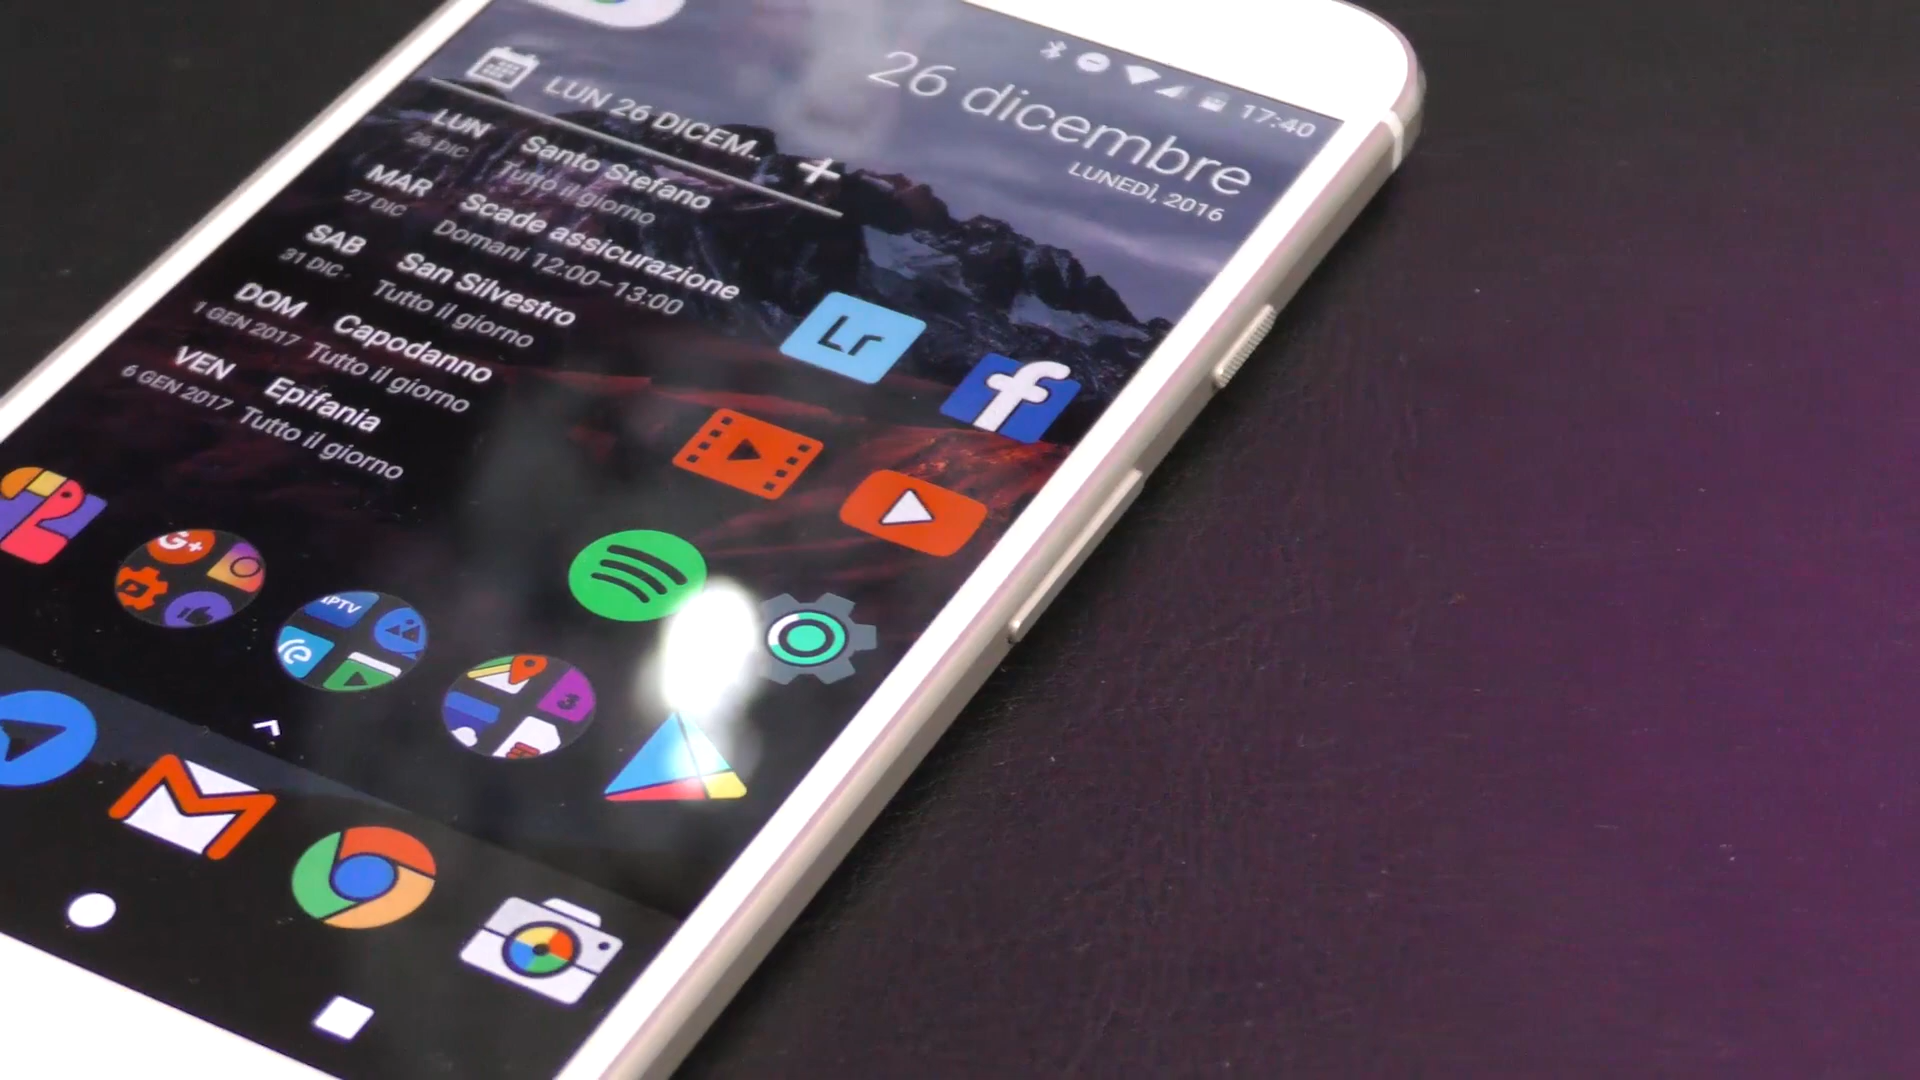 17:40
26 dicembre
LUNEDÌ, 2016
LUN 26 DICEM..
+
LUN Santo Stefano
26 DIC Tutto il giorno
MAR Scade assicurazione
27 DIC Domani 12:00–13:00
SAB San Silvestro
31 DIC Tutto il giorno
DOM Capodanno
1 GEN 2017 Tutto il giorno
VEN Epifania
6 GEN 2017 Tutto il giorno
Lr
f
G+
IPTV
3